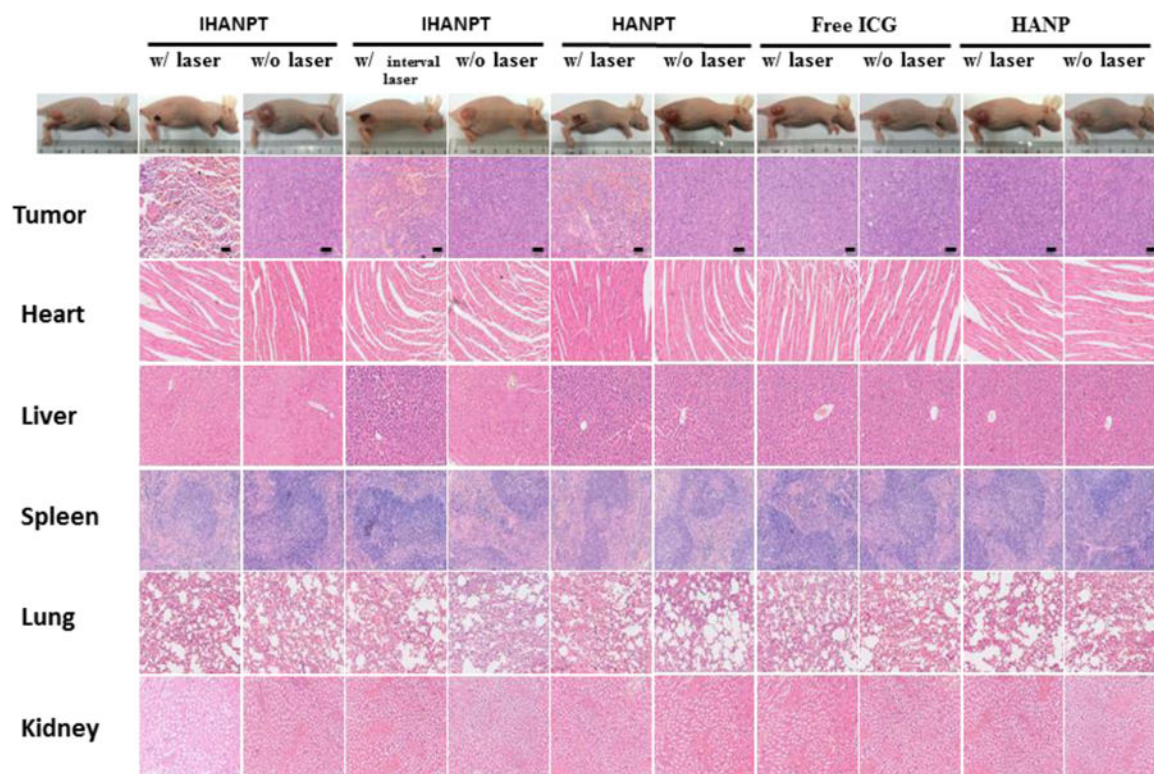 IHANPT IHANPT HANPT Free ICG HANP
w/ laser w/o laser w/ interval laser w/o laser w/ laser w/o laser w/ laser w/o laser w/ laser w/o laser
Tumor
Heart
Liver
Spleen
Lung
Kidney